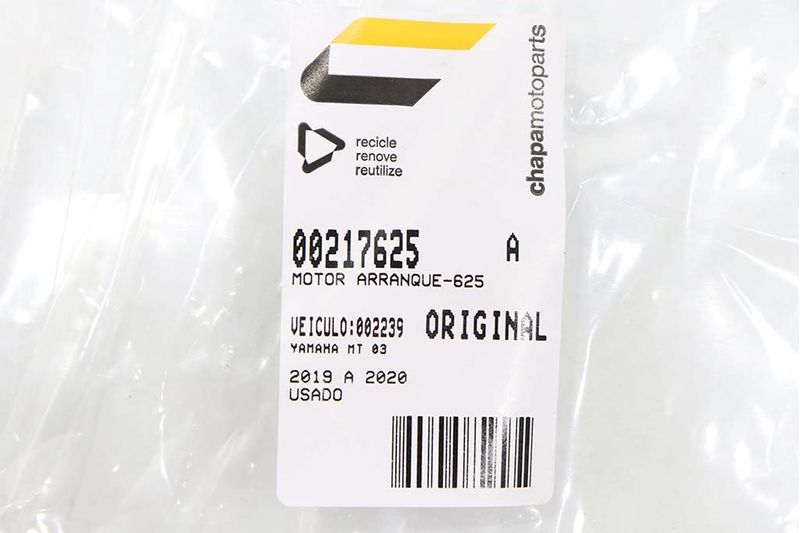 chapamotoparts
recicle
renove
reutilize
00217625 A
MOTOR ARRANQUE-625
VEICULO:002239 ORIGINAL
YAMAHA MT 03
2019 A 2020
USADO